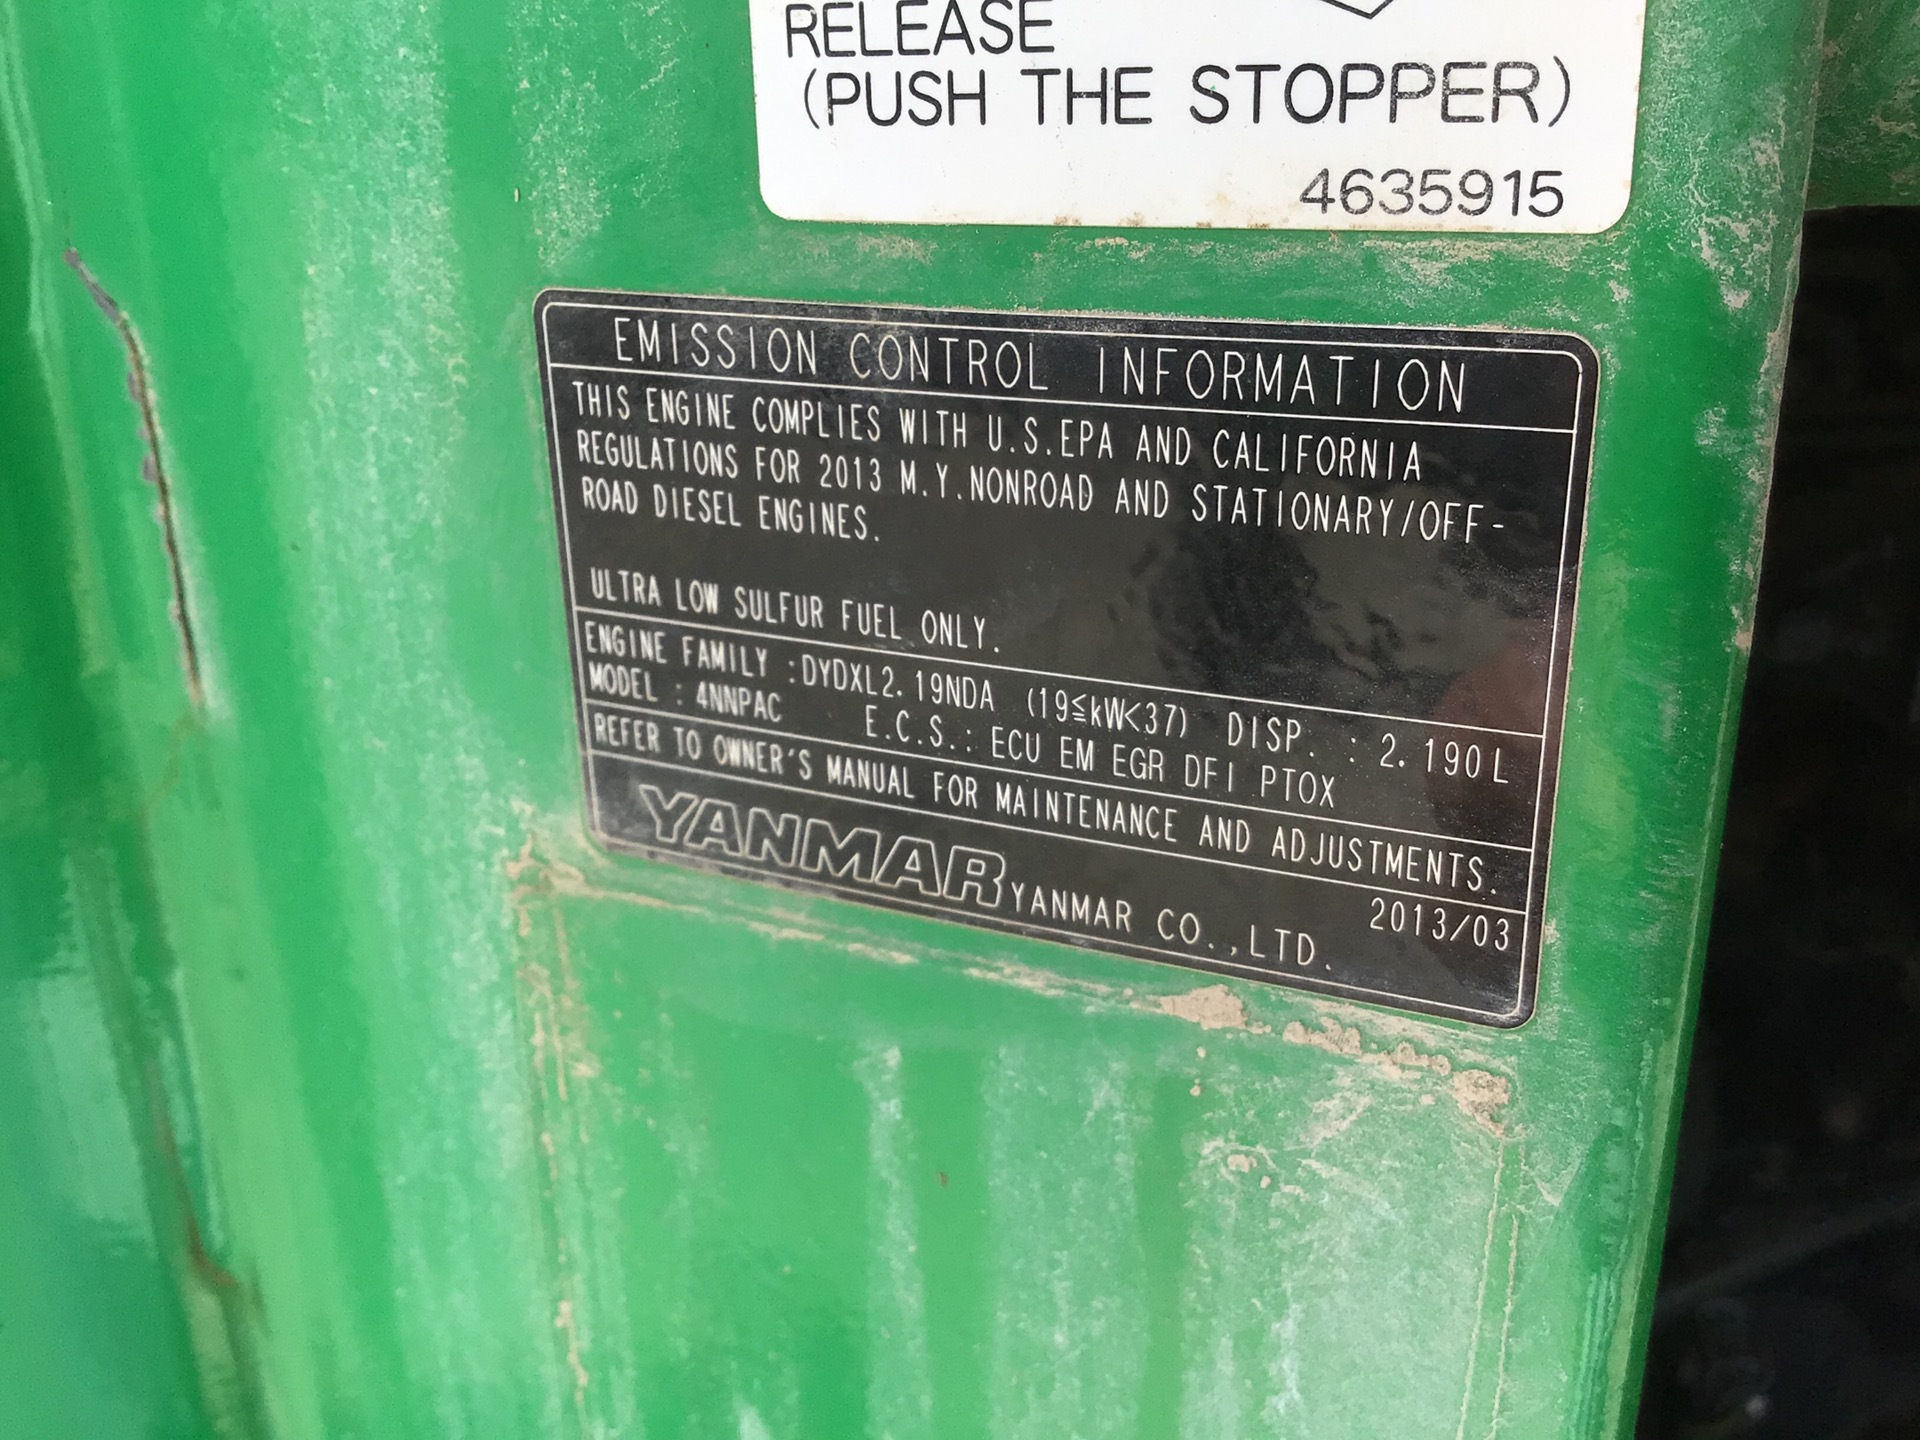 RELEASE
(PUSH THE STOPPER)
4635915
EMISSION CONTROL INFORMATION
THIS ENGINE COMPLIES WITH U.S.EPA AND CALIFORNIA
REGULATIONS FOR 2013 M.Y.NONROAD AND STATIONARY/OFF-
ROAD DIESEL ENGINES.
ULTRA LOW SULFUR FUEL ONLY.
ENGINE FAMILY :DYDXL2.19NDA (19≦kW<37) DISP. : 2.190L
MODEL : 4NNPAC E.C.S.: ECU EM EGR DFI PTOX
REFER TO OWNER'S MANUAL FOR MAINTENANCE AND ADJUSTMENTS.
YANMAR YANMAR CO.,LTD. 2013/03